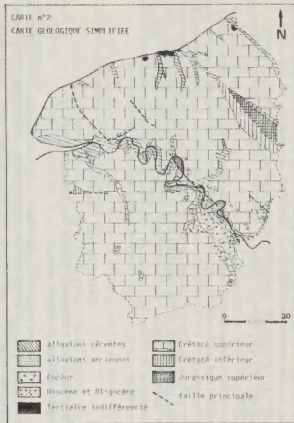 CARTE n°2
CARTE GEOLOGIQUE SIMPLIFIEE
N
0 30
alluvions récentes
alluvions anciennes
Eocène
Miocène et Oligocène
Tertiaire indifférencié
Crétacé supérieur
Crétacé inférieur
Jurassique supérieur
faille principale